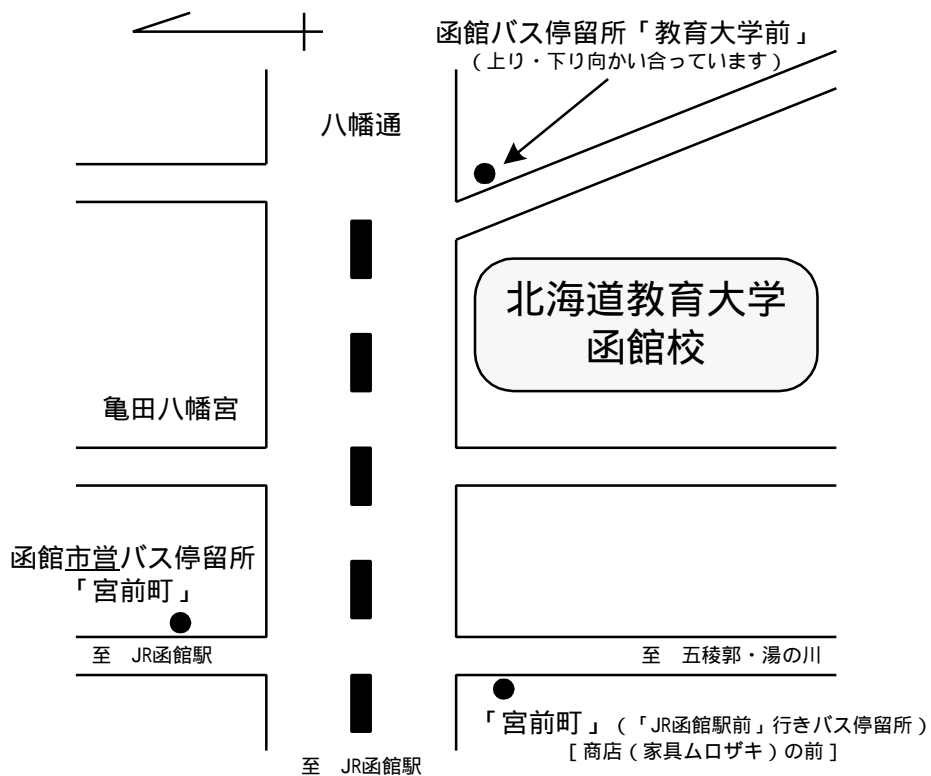 函館バス停留所「教育大学前」
（上り・下り向かい合っています）
八幡通
北海道教育大学
函館校
亀田八幡宮
函館市営バス停留所
「宮前町」
至　JR函館駅
至　五稜郭・湯の川
「宮前町」（「JR函館駅前」行きバス停留所）
[ 商店（家具ムロザキ）の前 ]
至　JR函館駅